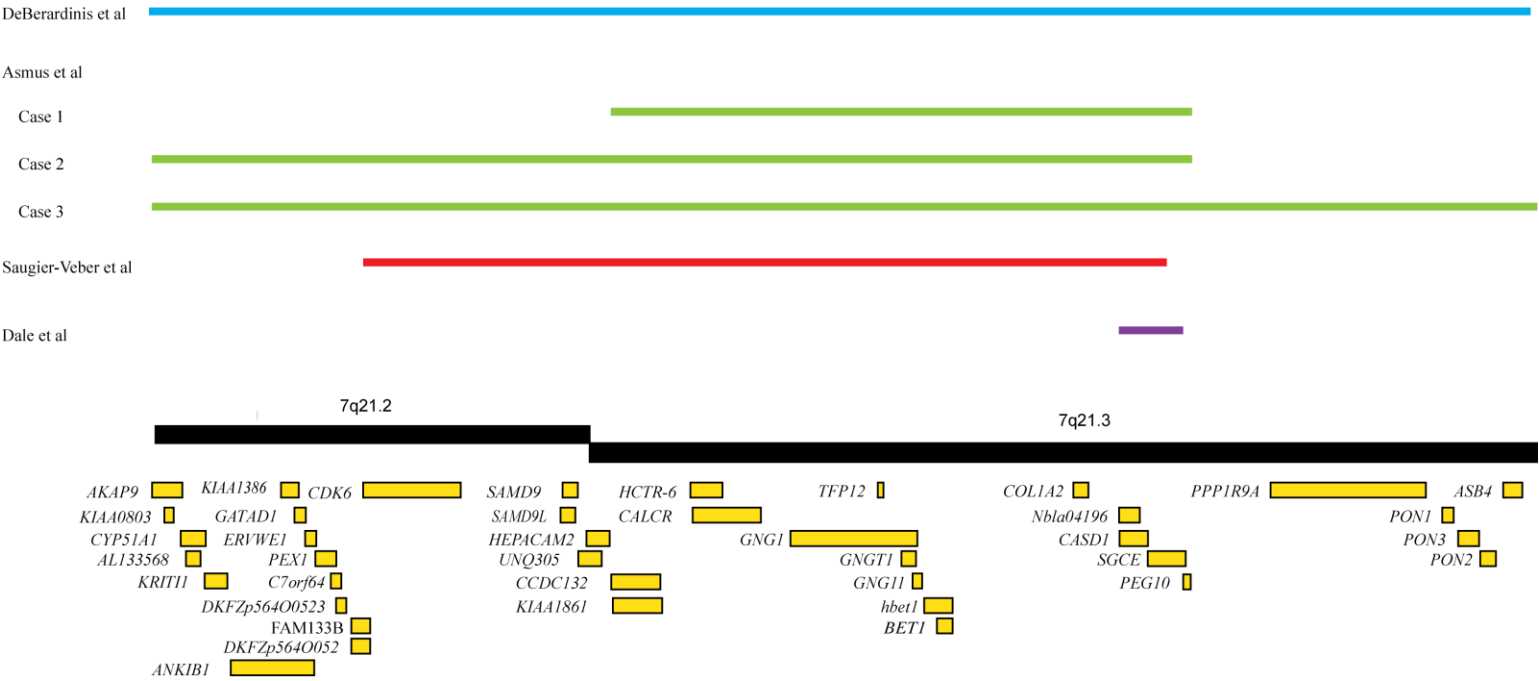 DeBerardinis et al
Asmus et al
Case 1
Case 2
Case 3
Saugier-Veber et al
Dale et al
7q21.2
7q21.3
AKAP9 KIAA1386 CDK6 SAMD9 HCTR-6 TFP12 COL1A2 PPP1R9A ASB4
KIAA0803 GATAD1 SAMD9L CALCR Nbla04196 PON1
CYP51A1 ERVWE1 HEPACAM2 GNG1 CASD1 PON3
AL133568 PEX1 UNQ305 GNGT1 SGCE PON2
KRIT11 C7orf64 CCDC132 GNG11 PEG10
DKFZp564O0523 KIAA1861 hbet1
FAM133B BET1
DKFZp564O052
ANKIB1